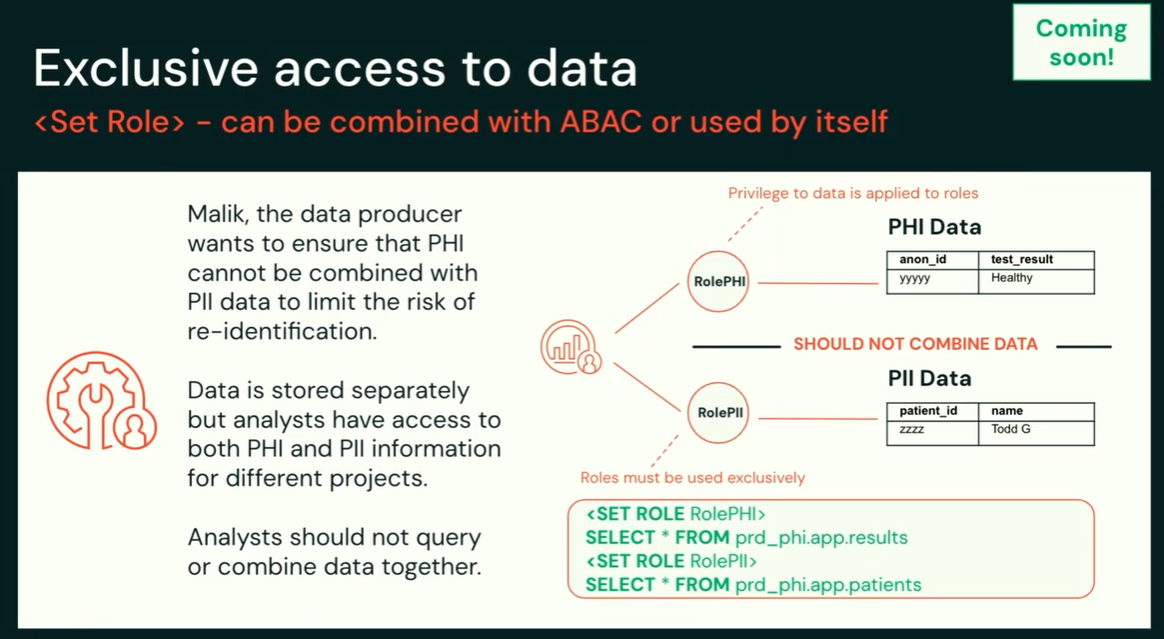 Coming
soon!
Exclusive access to data
<Set Role> – can be combined with ABAC or used by itself
Malik, the data producer
wants to ensure that PHI
cannot be combined with
PII data to limit the risk of
re-identification.
Data is stored separately
but analysts have access to
both PHI and PII information
for different projects.
Analysts should not query
or combine data together.
Privilege to data is applied to roles
RolePHI
PHI Data
anon_id test_result
yyyyy Healthy
SHOULD NOT COMBINE DATA
RolePII
PII Data
patient_id name
zzzz Todd G
Roles must be used exclusively
<SET ROLE RolePHI>
SELECT * FROM prd_phi.app.results
<SET ROLE RolePII>
SELECT * FROM prd_phi.app.patients